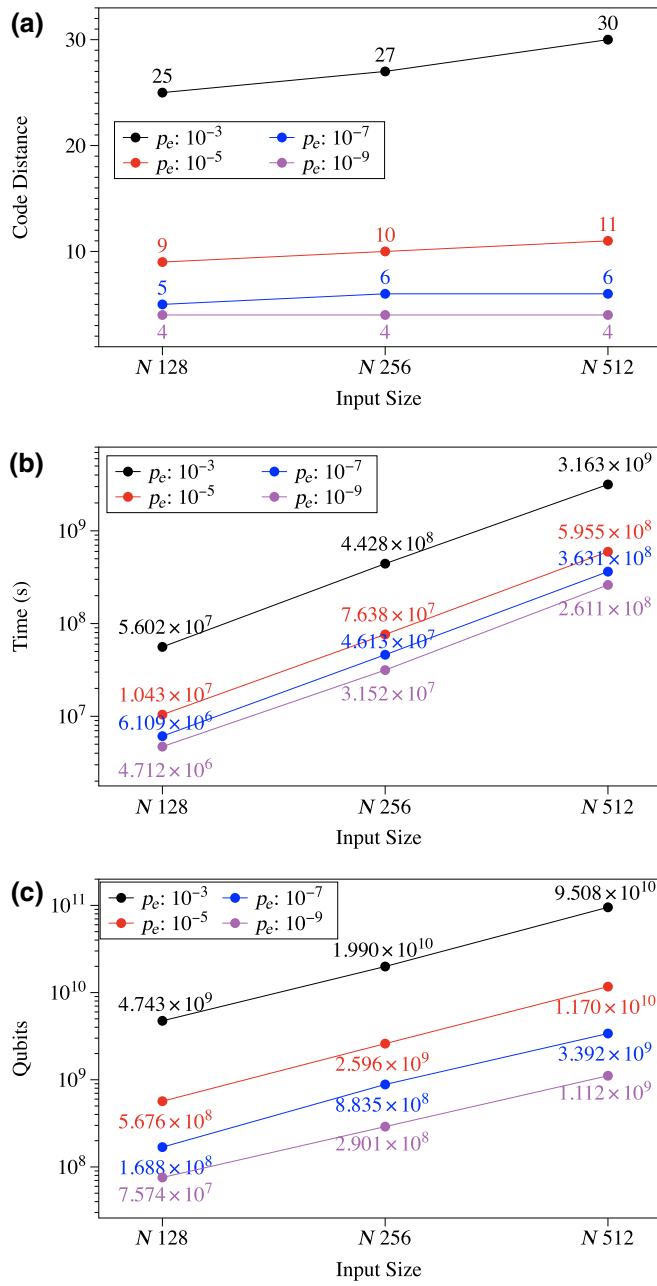 (a)
30
20
10
Code Distance
25
27
30
pₑ: 10⁻³
pₑ: 10⁻⁷
pₑ: 10⁻⁵
pₑ: 10⁻⁹
9
10
11
5
6
6
4
4
4
N 128
N 256
N 512
Input Size
(b)
pₑ: 10⁻³
pₑ: 10⁻⁷
pₑ: 10⁻⁵
pₑ: 10⁻⁹
10⁹
10⁸
10⁷
Time (s)
5.602×10⁷
4.428×10⁸
3.163×10⁹
1.043×10⁷
7.638×10⁷
5.955×10⁸
6.109×10⁶
4.613×10⁷
3.631×10⁸
4.712×10⁶
3.152×10⁷
2.611×10⁸
N 128
N 256
N 512
Input Size
(c)
pₑ: 10⁻³
pₑ: 10⁻⁷
pₑ: 10⁻⁵
pₑ: 10⁻⁹
10¹¹
10¹⁰
10⁹
10⁸
Qubits
4.743×10⁹
1.990×10¹⁰
9.508×10¹⁰
5.676×10⁸
2.596×10⁹
1.170×10¹⁰
1.688×10⁸
8.835×10⁸
3.392×10⁹
7.574×10⁷
2.901×10⁸
1.112×10⁹
N 128
N 256
N 512
Input Size